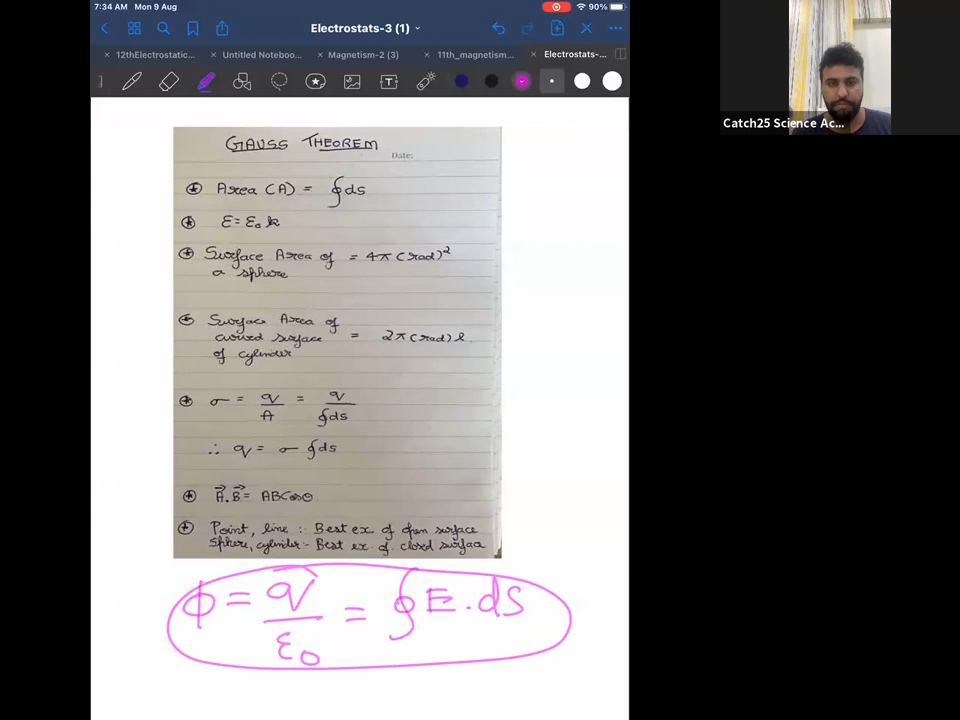 7:34 AM Mon 9 Aug
90%
Electrostats-3 (1)
12thElectrostatic...
Untitled Noteboo...
Magnetism-2 (3)
11th_magnetism...
Electrostats-...
Catch25 Science Ac...
GAUSS THEOREM
Date:
Area (A) = ∮ds
ε = ε₀ k
Surface Area of = 4π (rad)²
a sphere
Surface Area of
curved surface = 2π (rad) l
of cylinder
σ = q/A = q/∮ds
∴ q = σ ∮ds
A⃗.B⃗ = ABCosθ
Point, line :- Best ex of open surface
Sphere, cylinder :- Best ex. of closed surface
ϕ = q/ε₀ = ∮E.ds